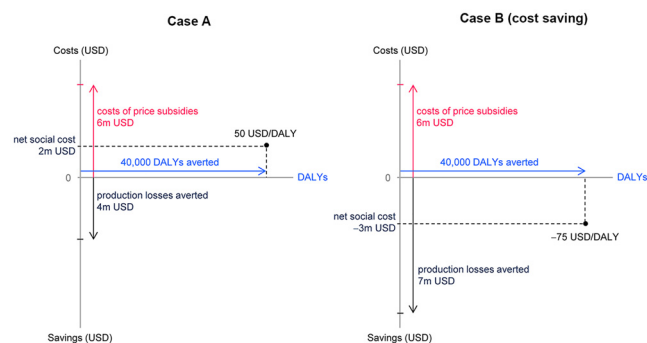 Case A
Costs (USD)
costs of price subsidies
6m USD
net social cost
2m USD
50 USD/DALY
40,000 DALYs averted
0
DALYs
production losses averted
4m USD
Savings (USD)
Case B (cost saving)
Costs (USD)
costs of price subsidies
6m USD
40,000 DALYs averted
0
DALYs
net social cost
−3m USD
−75 USD/DALY
production losses averted
7m USD
Savings (USD)